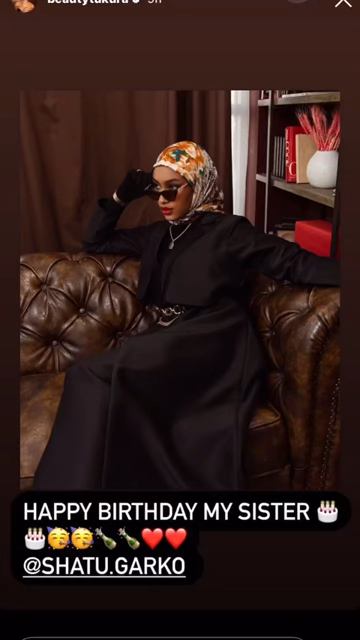 HAPPY BIRTHDAY MY SISTER 🎂
🎂🥳🥳🍾🍾❤️❤️
@SHATU.GARKO